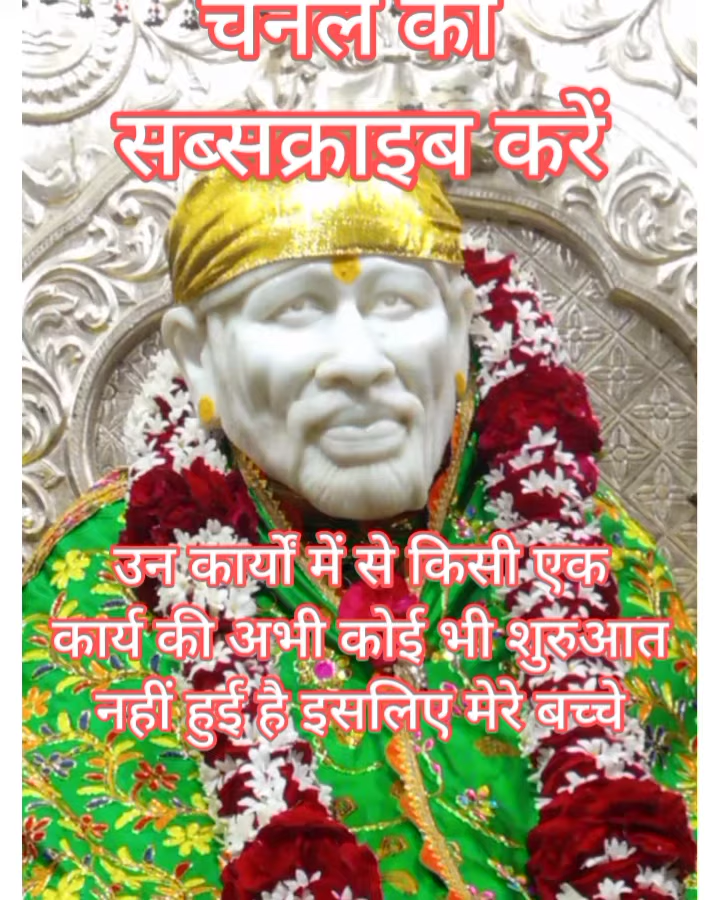 चैनल को
सब्सक्राइब करें
उन कार्यों में से किसी एक
कार्य की अभी कोई भी शुरुआत
नहीं हुई है इसलिए मेरे बच्चे